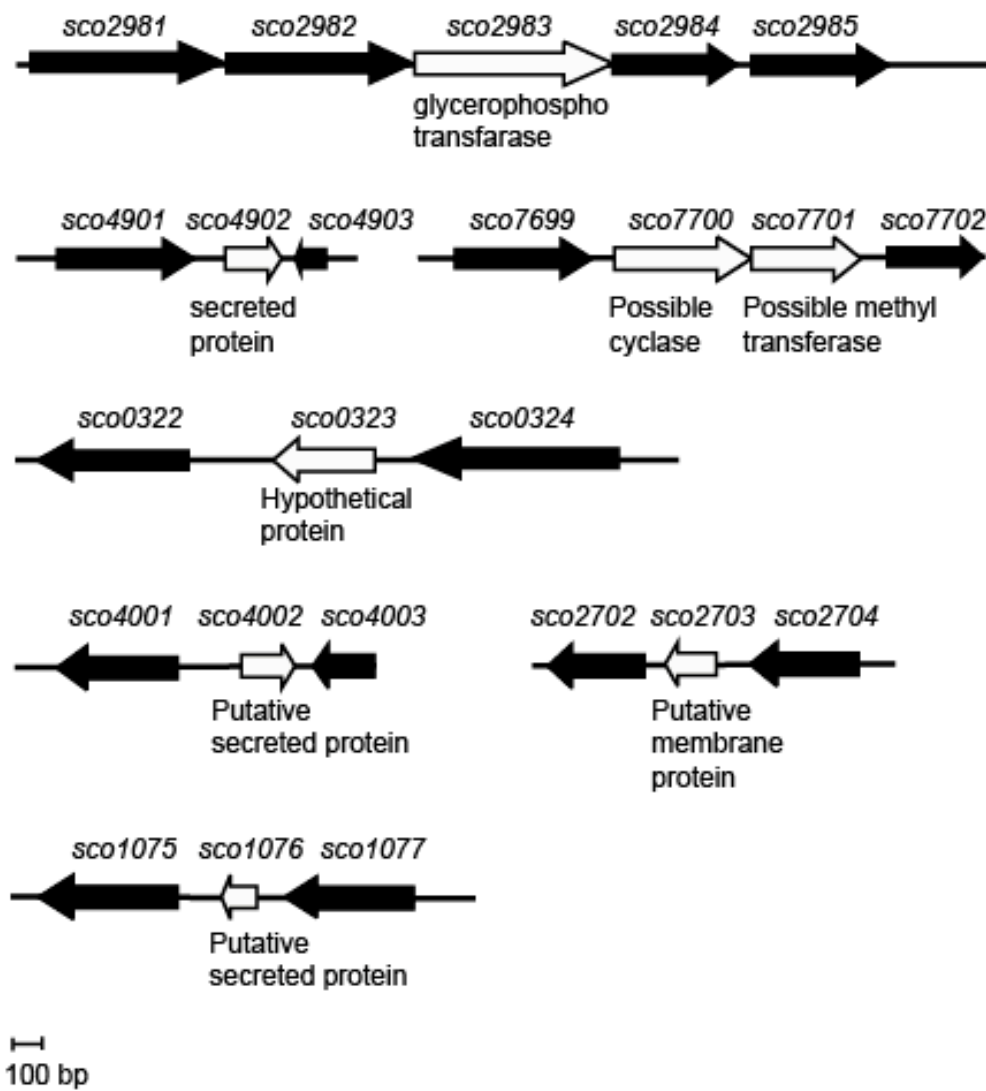 sco2981 sco2982 sco2983 sco2984 sco2985
glycerophospho
transfarase
sco4901 sco4902 sco4903 sco7699 sco7700 sco7701 sco7702
secreted
protein
Possible
cyclase
Possible methyl
transferase
sco0322 sco0323 sco0324
Hypothetical
protein
sco4001 sco4002 sco4003 sco2702 sco2703 sco2704
Putative
secreted protein
Putative
membrane
protein
sco1075 sco1076 sco1077
Putative
secreted protein
100 bp